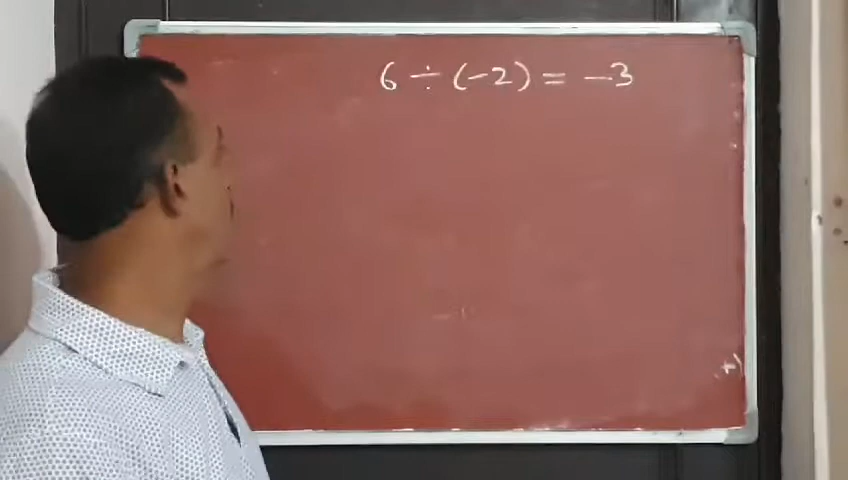 6 ÷ (-2) = -3